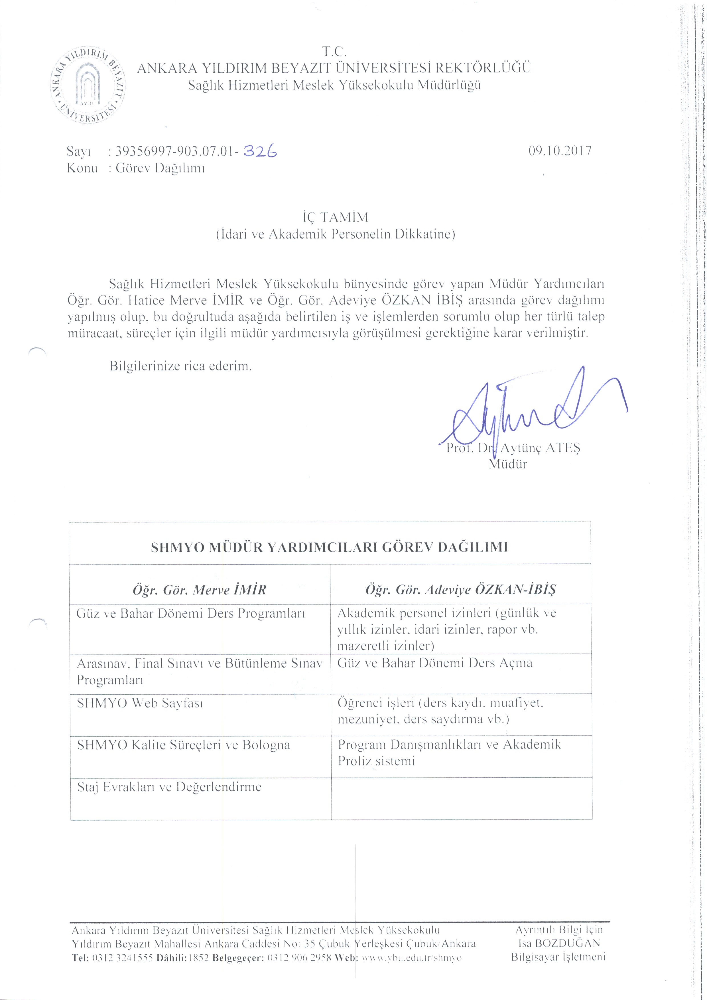 T.C.
ANKARA YILDIRIM BEYAZIT ÜNİVERSİTESİ REKTÖRLÜĞÜ
Sağlık Hizmetleri Meslek Yüksekokulu Müdürlüğü
ANKARA YILDIRIM BEYAZIT
AYBU
ÜNİVERSİTESİ
Sayı : 39356997-903.07.01- 326
09.10.2017
Konu : Görev Dağılımı
İÇ TAMİM
(İdari ve Akademik Personelin Dikkatine)
Sağlık Hizmetleri Meslek Yüksekokulu bünyesinde görev yapan Müdür Yardımcıları
Öğr. Gör. Hatice Merve İMİR ve Öğr. Gör. Adeviye ÖZKAN İBİŞ arasında görev dağılımı
yapılmış olup, bu doğrultuda aşağıda belirtilen iş ve işlemlerden sorumlu olup her türlü talep
müracaat, süreçler için ilgili müdür yardımcısıyla görüşülmesi gerektiğine karar verilmiştir.
Bilgilerinize rica ederim.
Prof. Dr. Aytünç ATEŞ
Müdür
SHMYO MÜDÜR YARDIMCILARI GÖREV DAĞILIMI
Öğr. Gör. Merve İMİR
Öğr. Gör. Adeviye ÖZKAN-İBİŞ
Güz ve Bahar Dönemi Ders Programları
Akademik personel izinleri (günlük ve
yıllık izinler, idari izinler, rapor vb.
mazeretli izinler)
Arasınav, Final Sınavı ve Bütünleme Sınav
Programları
Güz ve Bahar Dönemi Ders Açma
SHMYO Web Sayfası
Öğrenci işleri (ders kaydı, muafiyet,
mezuniyet, ders saydırma vb.)
SHMYO Kalite Süreçleri ve Bologna
Program Danışmanlıkları ve Akademik
Proliz sistemi
Staj Evrakları ve Değerlendirme
Ankara Yıldırım Beyazıt Üniversitesi Sağlık Hizmetleri Meslek Yüksekokulu
Yıldırım Beyazıt Mahallesi Ankara Caddesi No: 35 Çubuk Yerleşkesi Çubuk/Ankara
Tel: 0312 3241555 Dâhili:1852 Belgegeçer: 0312 906 2958 Web: www.ybu.edu.tr/shmyo
Ayrıntılı Bilgi İçin
İsa BOZDUĞAN
Bilgisayar İşletmeni